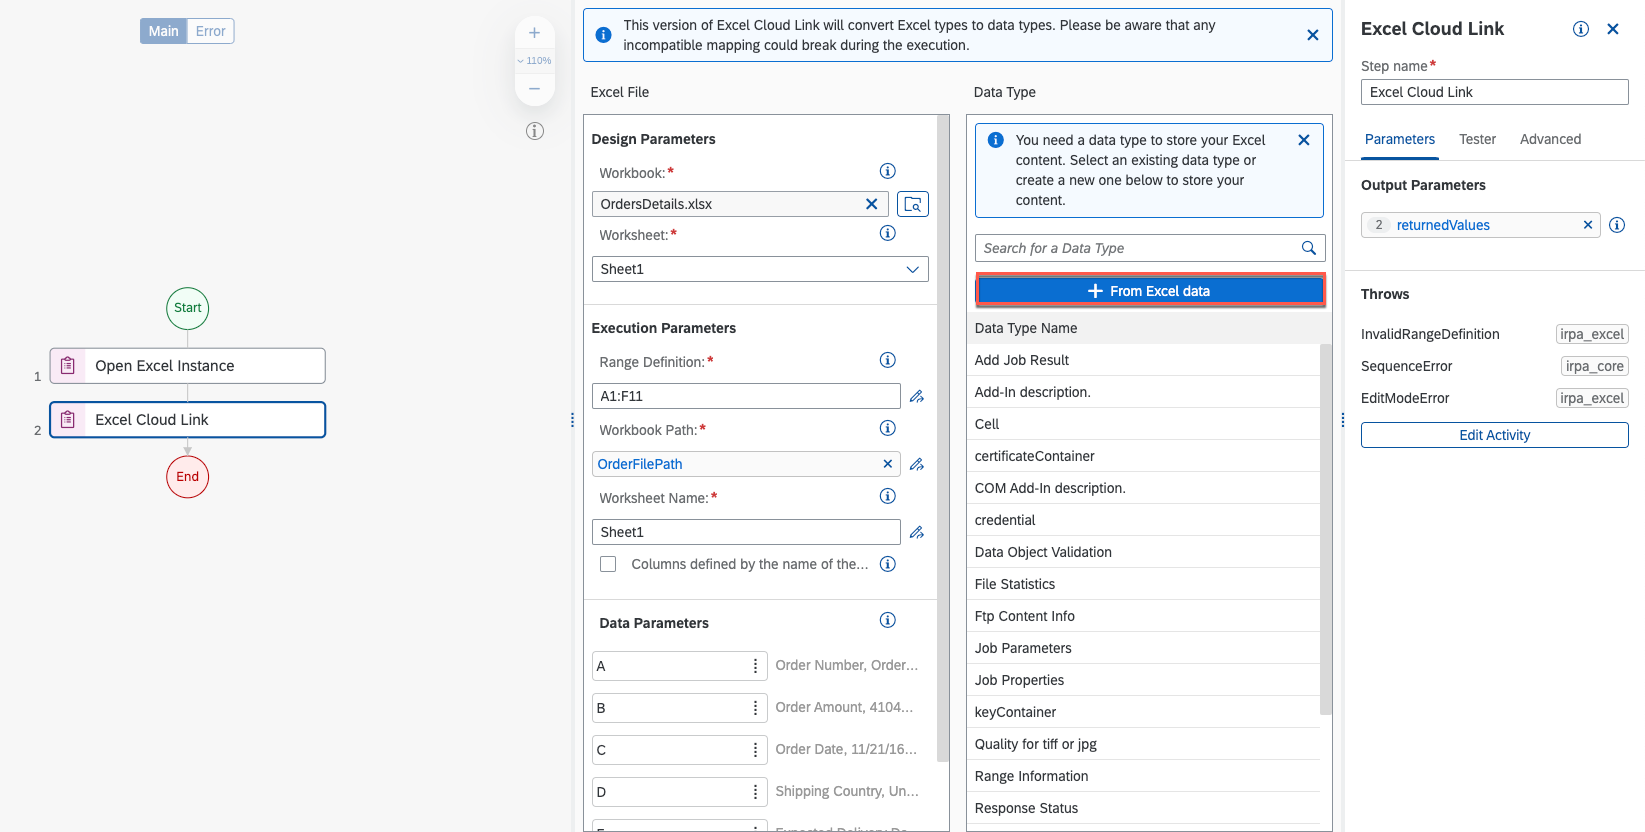 Main
Error
110%
Start
1
Open Excel Instance
2
Excel Cloud Link
End
This version of Excel Cloud Link will convert Excel types to data types. Please be aware that any
incompatible mapping could break during the execution.
Excel File
Design Parameters
Workbook:*
OrdersDetails.xlsx
Worksheet:*
Sheet1
Execution Parameters
Range Definition:*
A1:F11
Workbook Path:*
OrderFilePath
Worksheet Name:*
Sheet1
Columns defined by the name of the...
Data Parameters
A
Order Number, Order...
B
Order Amount, 4104...
C
Order Date, 11/21/16...
D
Shipping Country, Un...
Data Type
You need a data type to store your Excel
content. Select an existing data type or
create a new one below to store your
content.
Search for a Data Type
From Excel data
Data Type Name
Add Job Result
Add-In description.
Cell
certificateContainer
COM Add-In description.
credential
Data Object Validation
File Statistics
Ftp Content Info
Job Parameters
Job Properties
keyContainer
Quality for tiff or jpg
Range Information
Response Status
Excel Cloud Link
Step name*
Excel Cloud Link
Parameters
Tester
Advanced
Output Parameters
2 returnedValues
Throws
InvalidRangeDefinition
irpa_excel
SequenceError
irpa_core
EditModeError
irpa_excel
Edit Activity